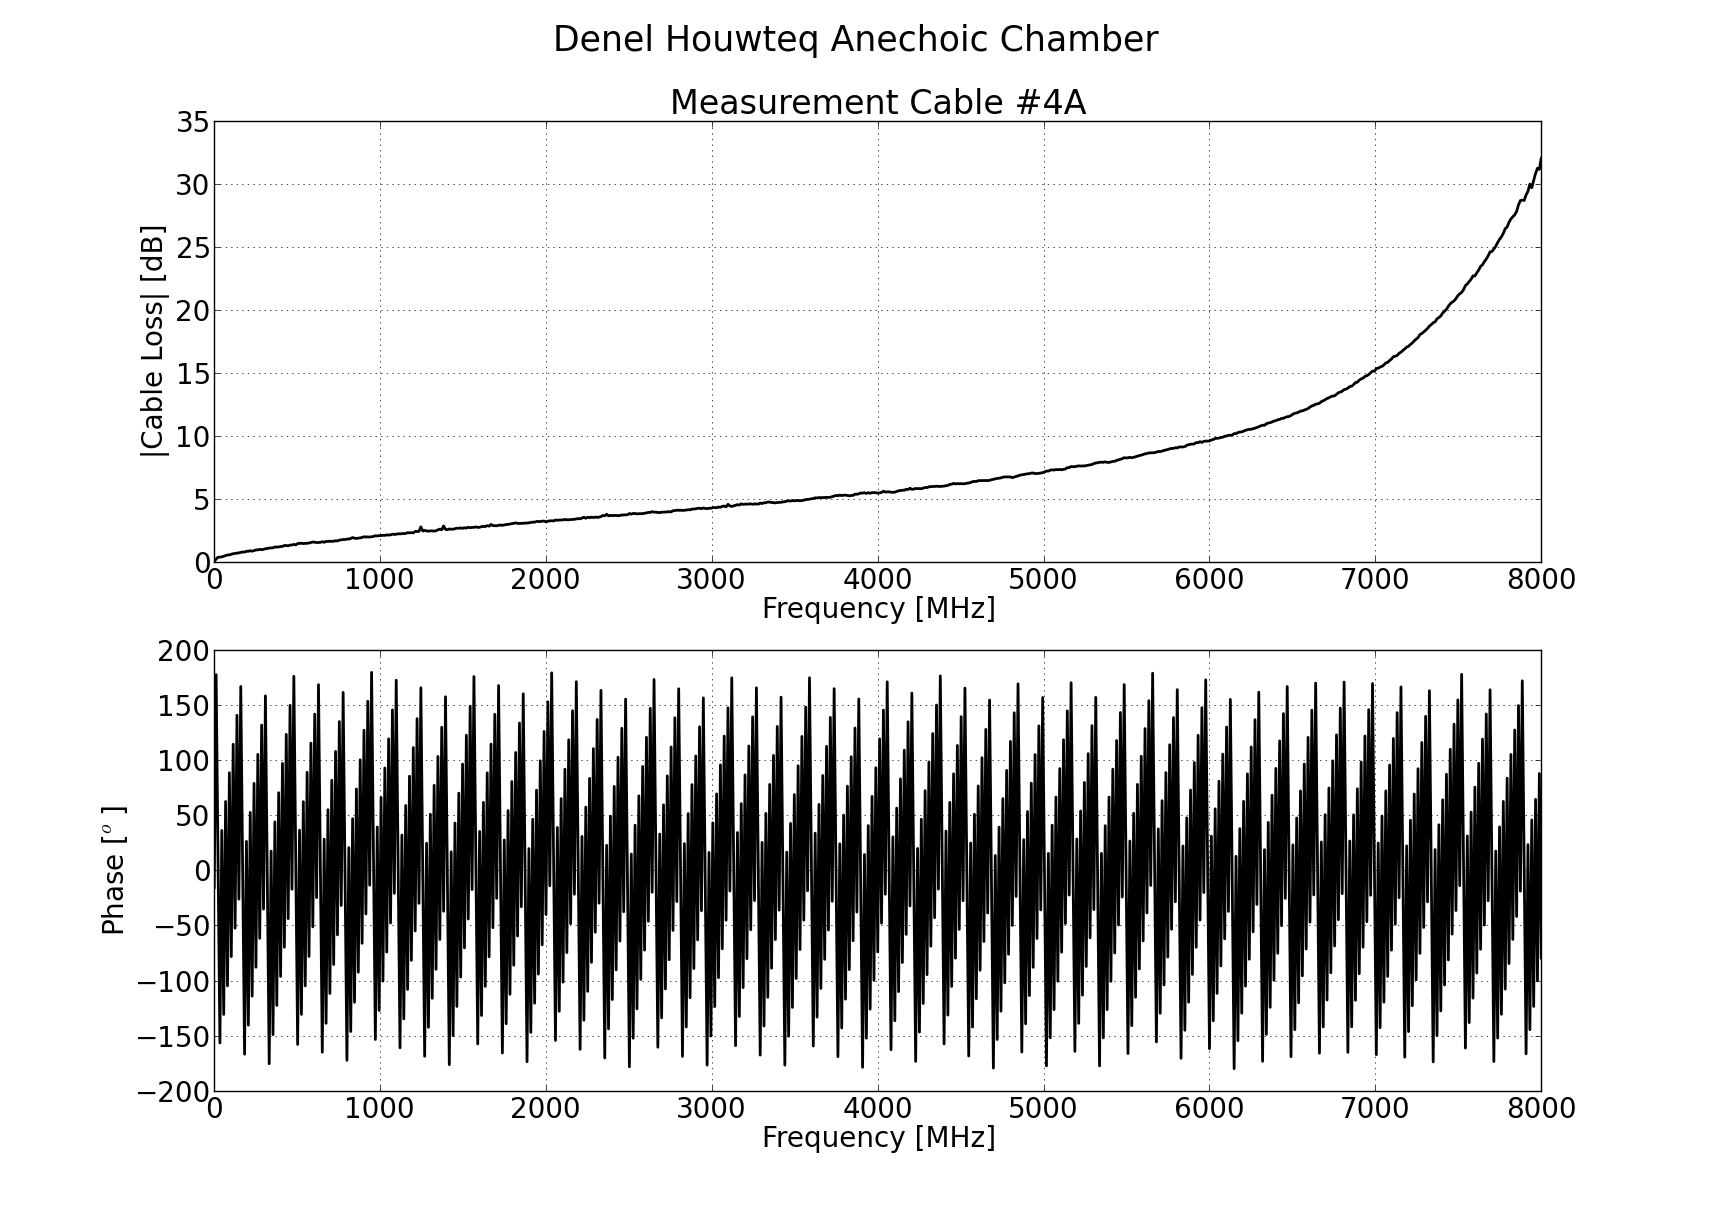 Denel Houwteq Anechoic Chamber
Measurement Cable #4A
|Cable Loss| [dB]
35
30
25
20
15
10
5
0
0 1000 2000 3000 4000 5000 6000 7000 8000
Frequency [MHz]
Phase [°]
200
150
100
50
0
−50
−100
−150
−200
0 1000 2000 3000 4000 5000 6000 7000 8000
Frequency [MHz]